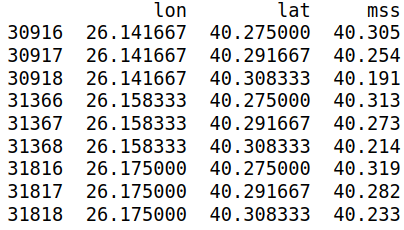 lon lat mss
30916 26.141667 40.275000 40.305
30917 26.141667 40.291667 40.254
30918 26.141667 40.308333 40.191
31366 26.158333 40.275000 40.313
31367 26.158333 40.291667 40.273
31368 26.158333 40.308333 40.214
31816 26.175000 40.275000 40.319
31817 26.175000 40.291667 40.282
31818 26.175000 40.308333 40.233